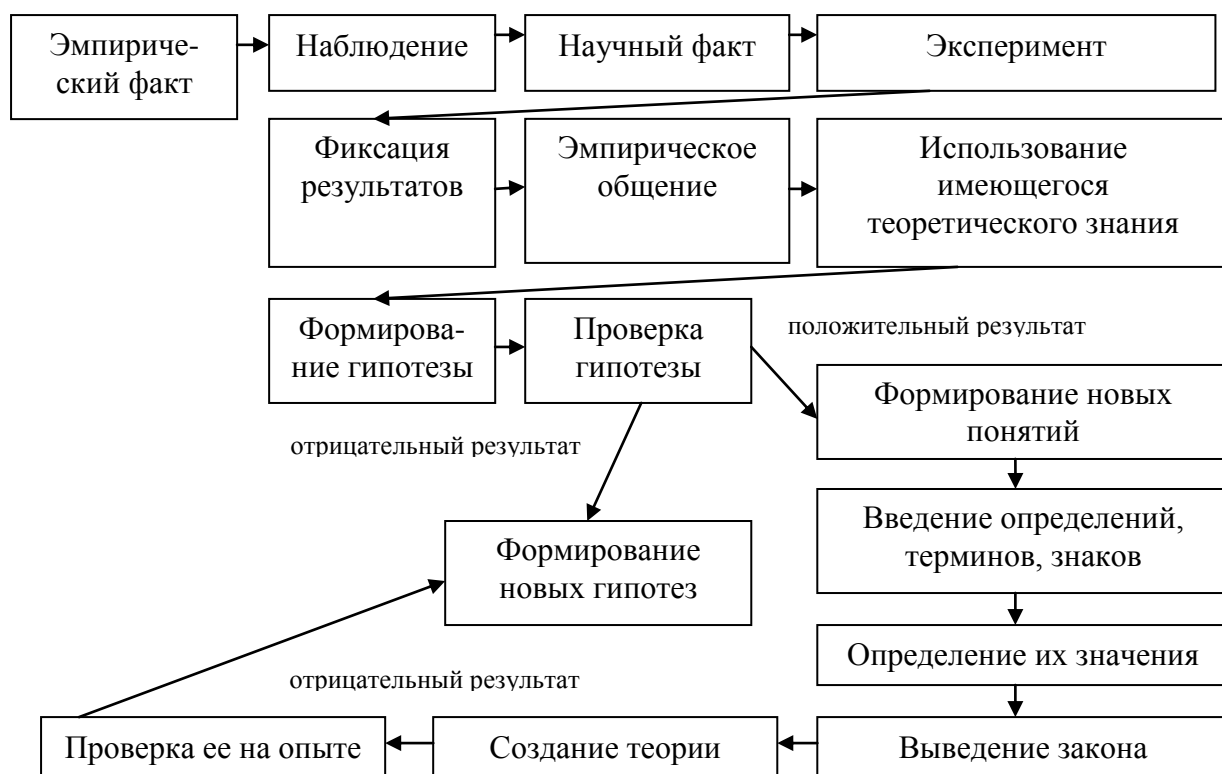 Эмпириче-
ский факт
Наблюдение
Научный факт
Эксперимент
Фиксация
результатов
Эмпирическое
общение
Использование
имеющегося
теоретического знания
Формирова-
ние гипотезы
Проверка
гипотезы
положительный результат
Формирование новых
понятий
отрицательный результат
Введение определений,
терминов, знаков
Формирование
новых гипотез
Определение их значения
отрицательный результат
Проверка ее на опыте
Создание теории
Выведение закона